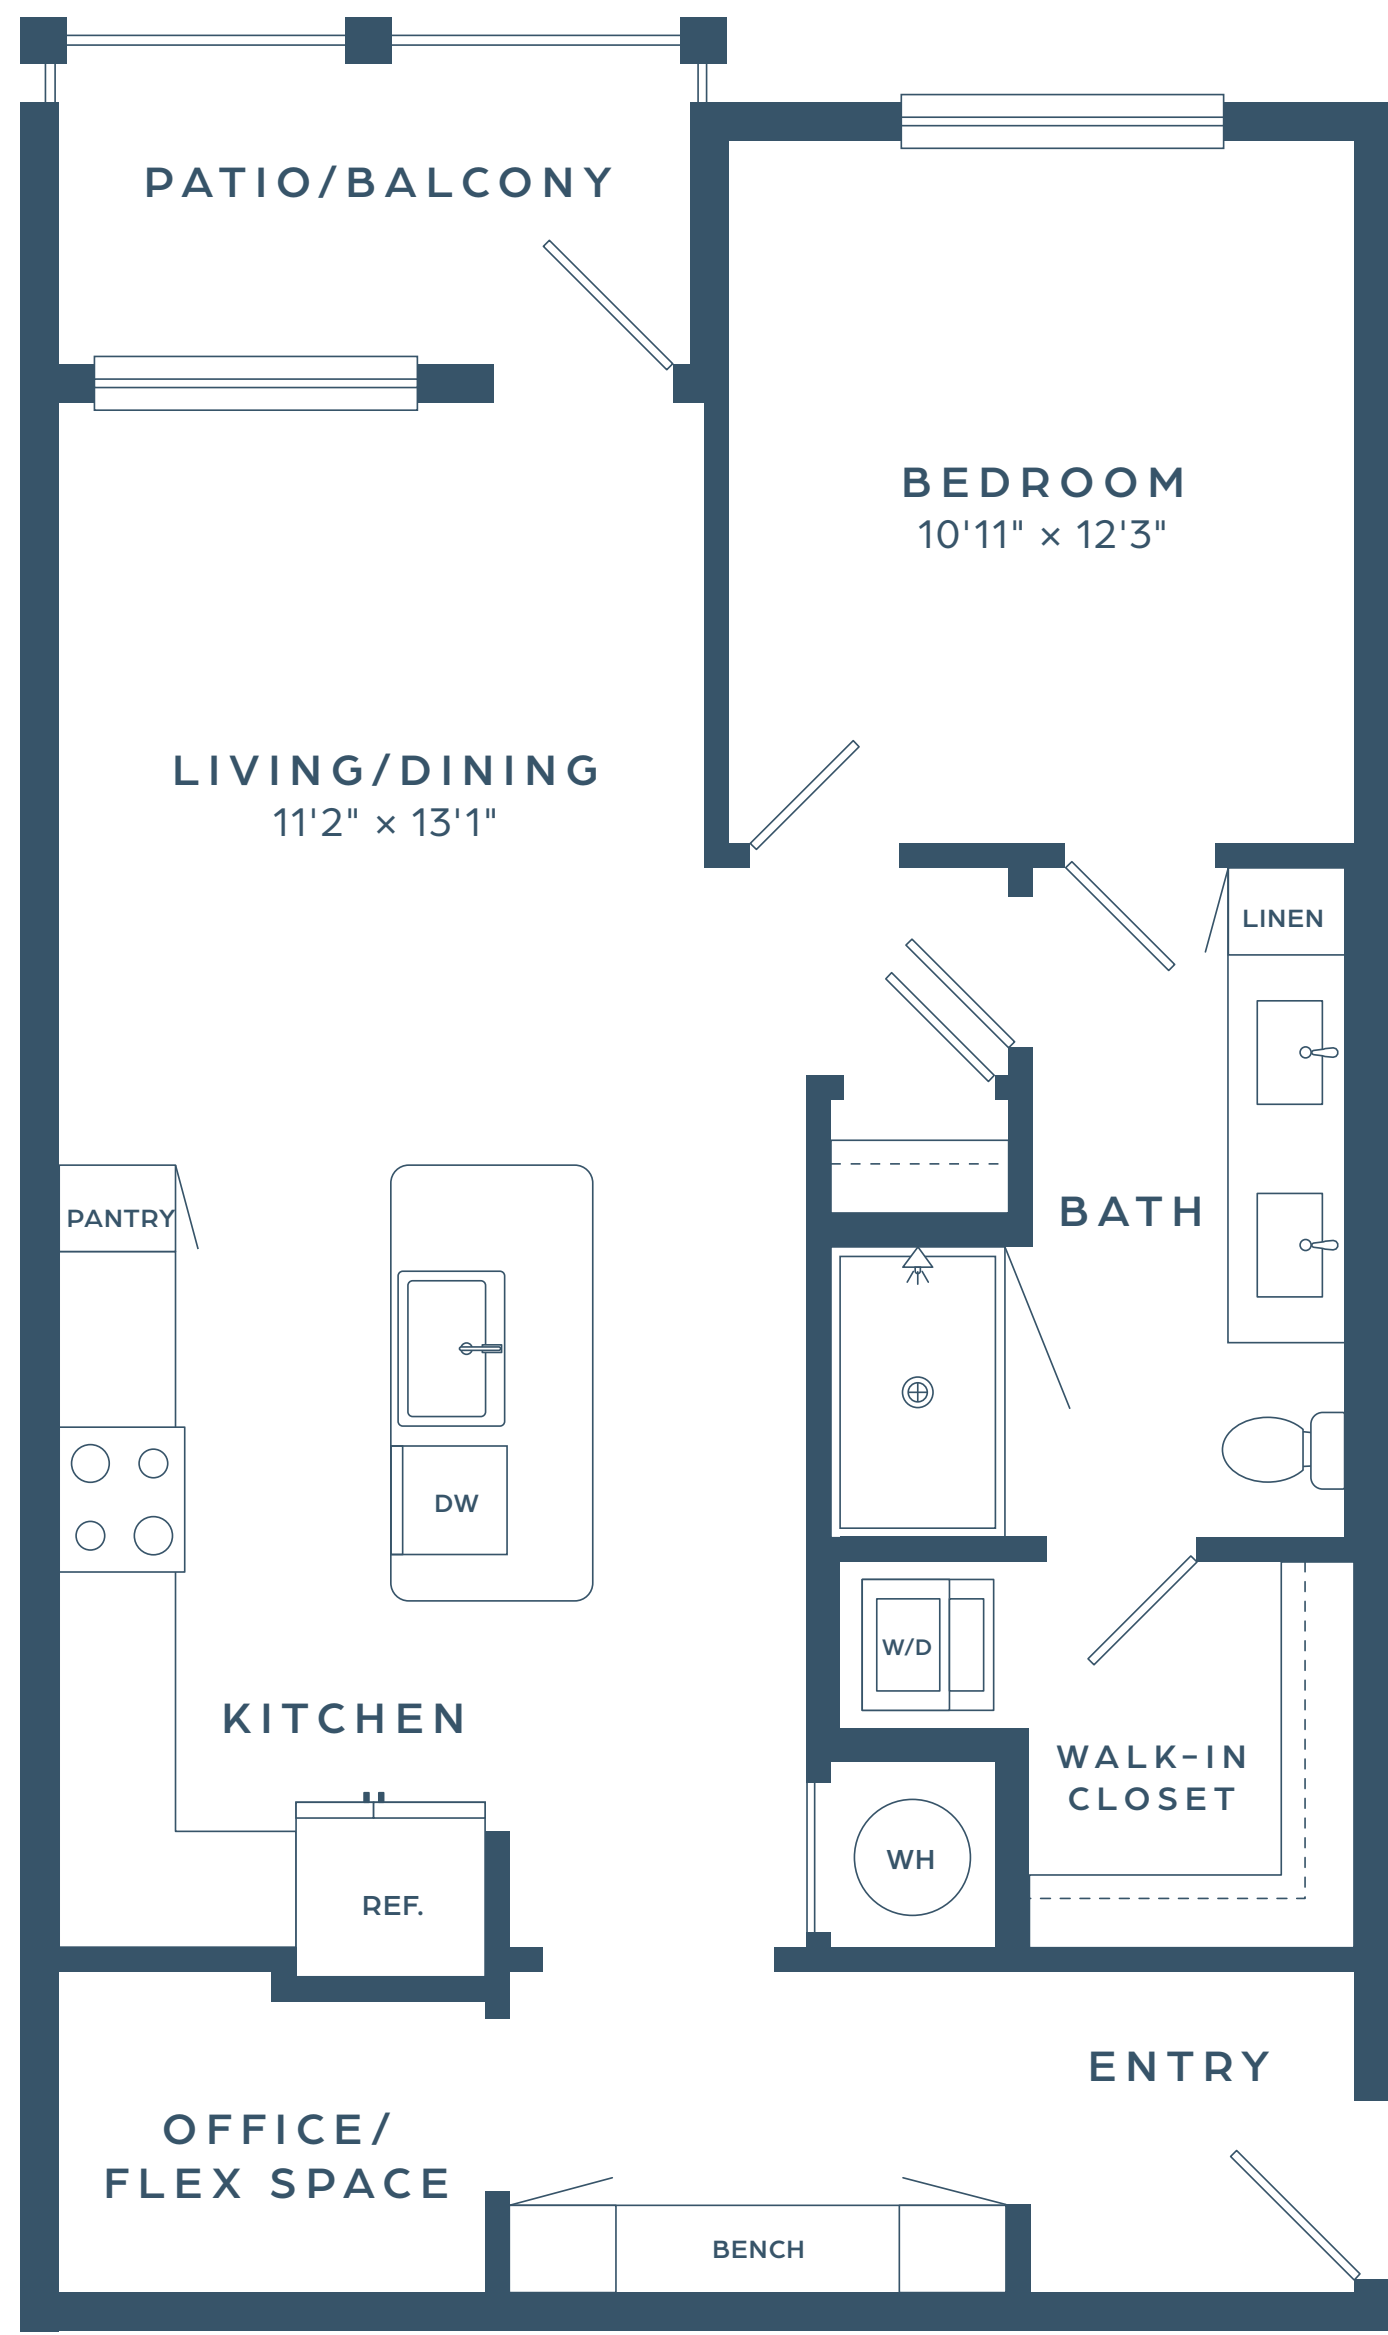 PATIO/BALCONY
BEDROOM
10'11" × 12'3"
LIVING/DINING
11'2" × 13'1"
LINEN
PANTRY
BATH
DW
W/D
KITCHEN
WALK-IN
CLOSET
WH
REF.
ENTRY
OFFICE/
FLEX SPACE
BENCH